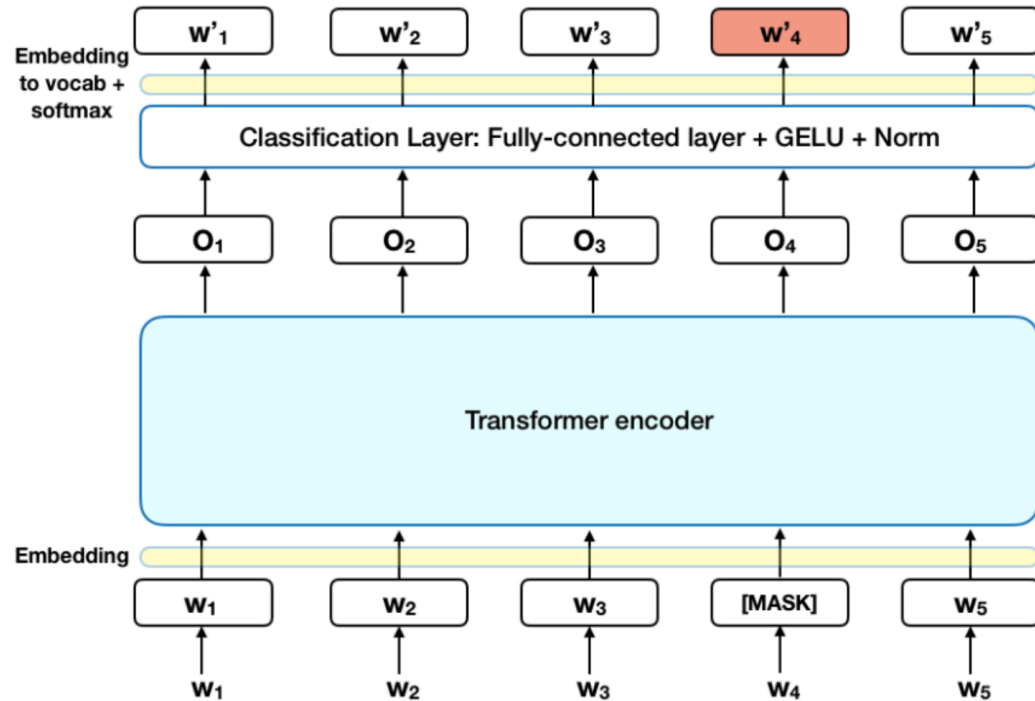 w'₁ w'₂ w'₃ w'₄ w'₅
Embedding
to vocab +
softmax
Classification Layer: Fully-connected layer + GELU + Norm
O₁ O₂ O₃ O₄ O₅
Transformer encoder
Embedding
W₁ W₂ W₃ [MASK] W₅
W₁ W₂ W₃ W₄ W₅